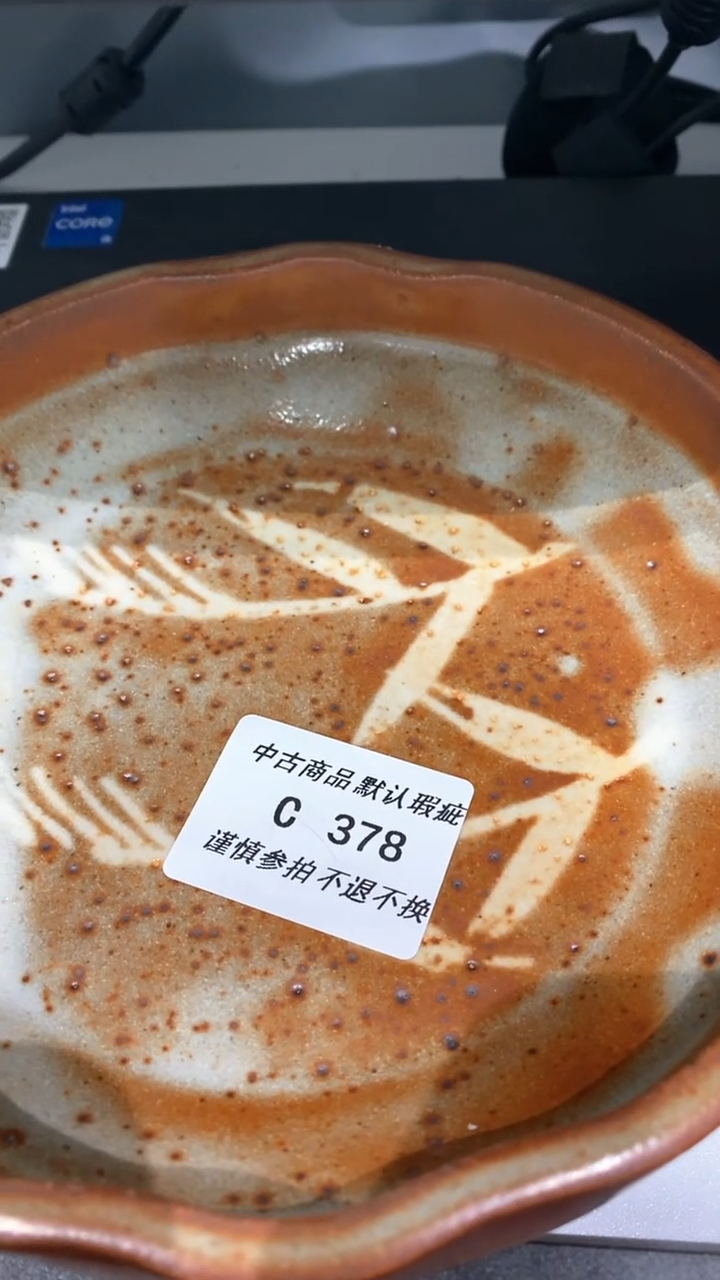 intel
CORE
i5
中古商品 默认瑕疵
C 378
谨慎参拍 不退不换